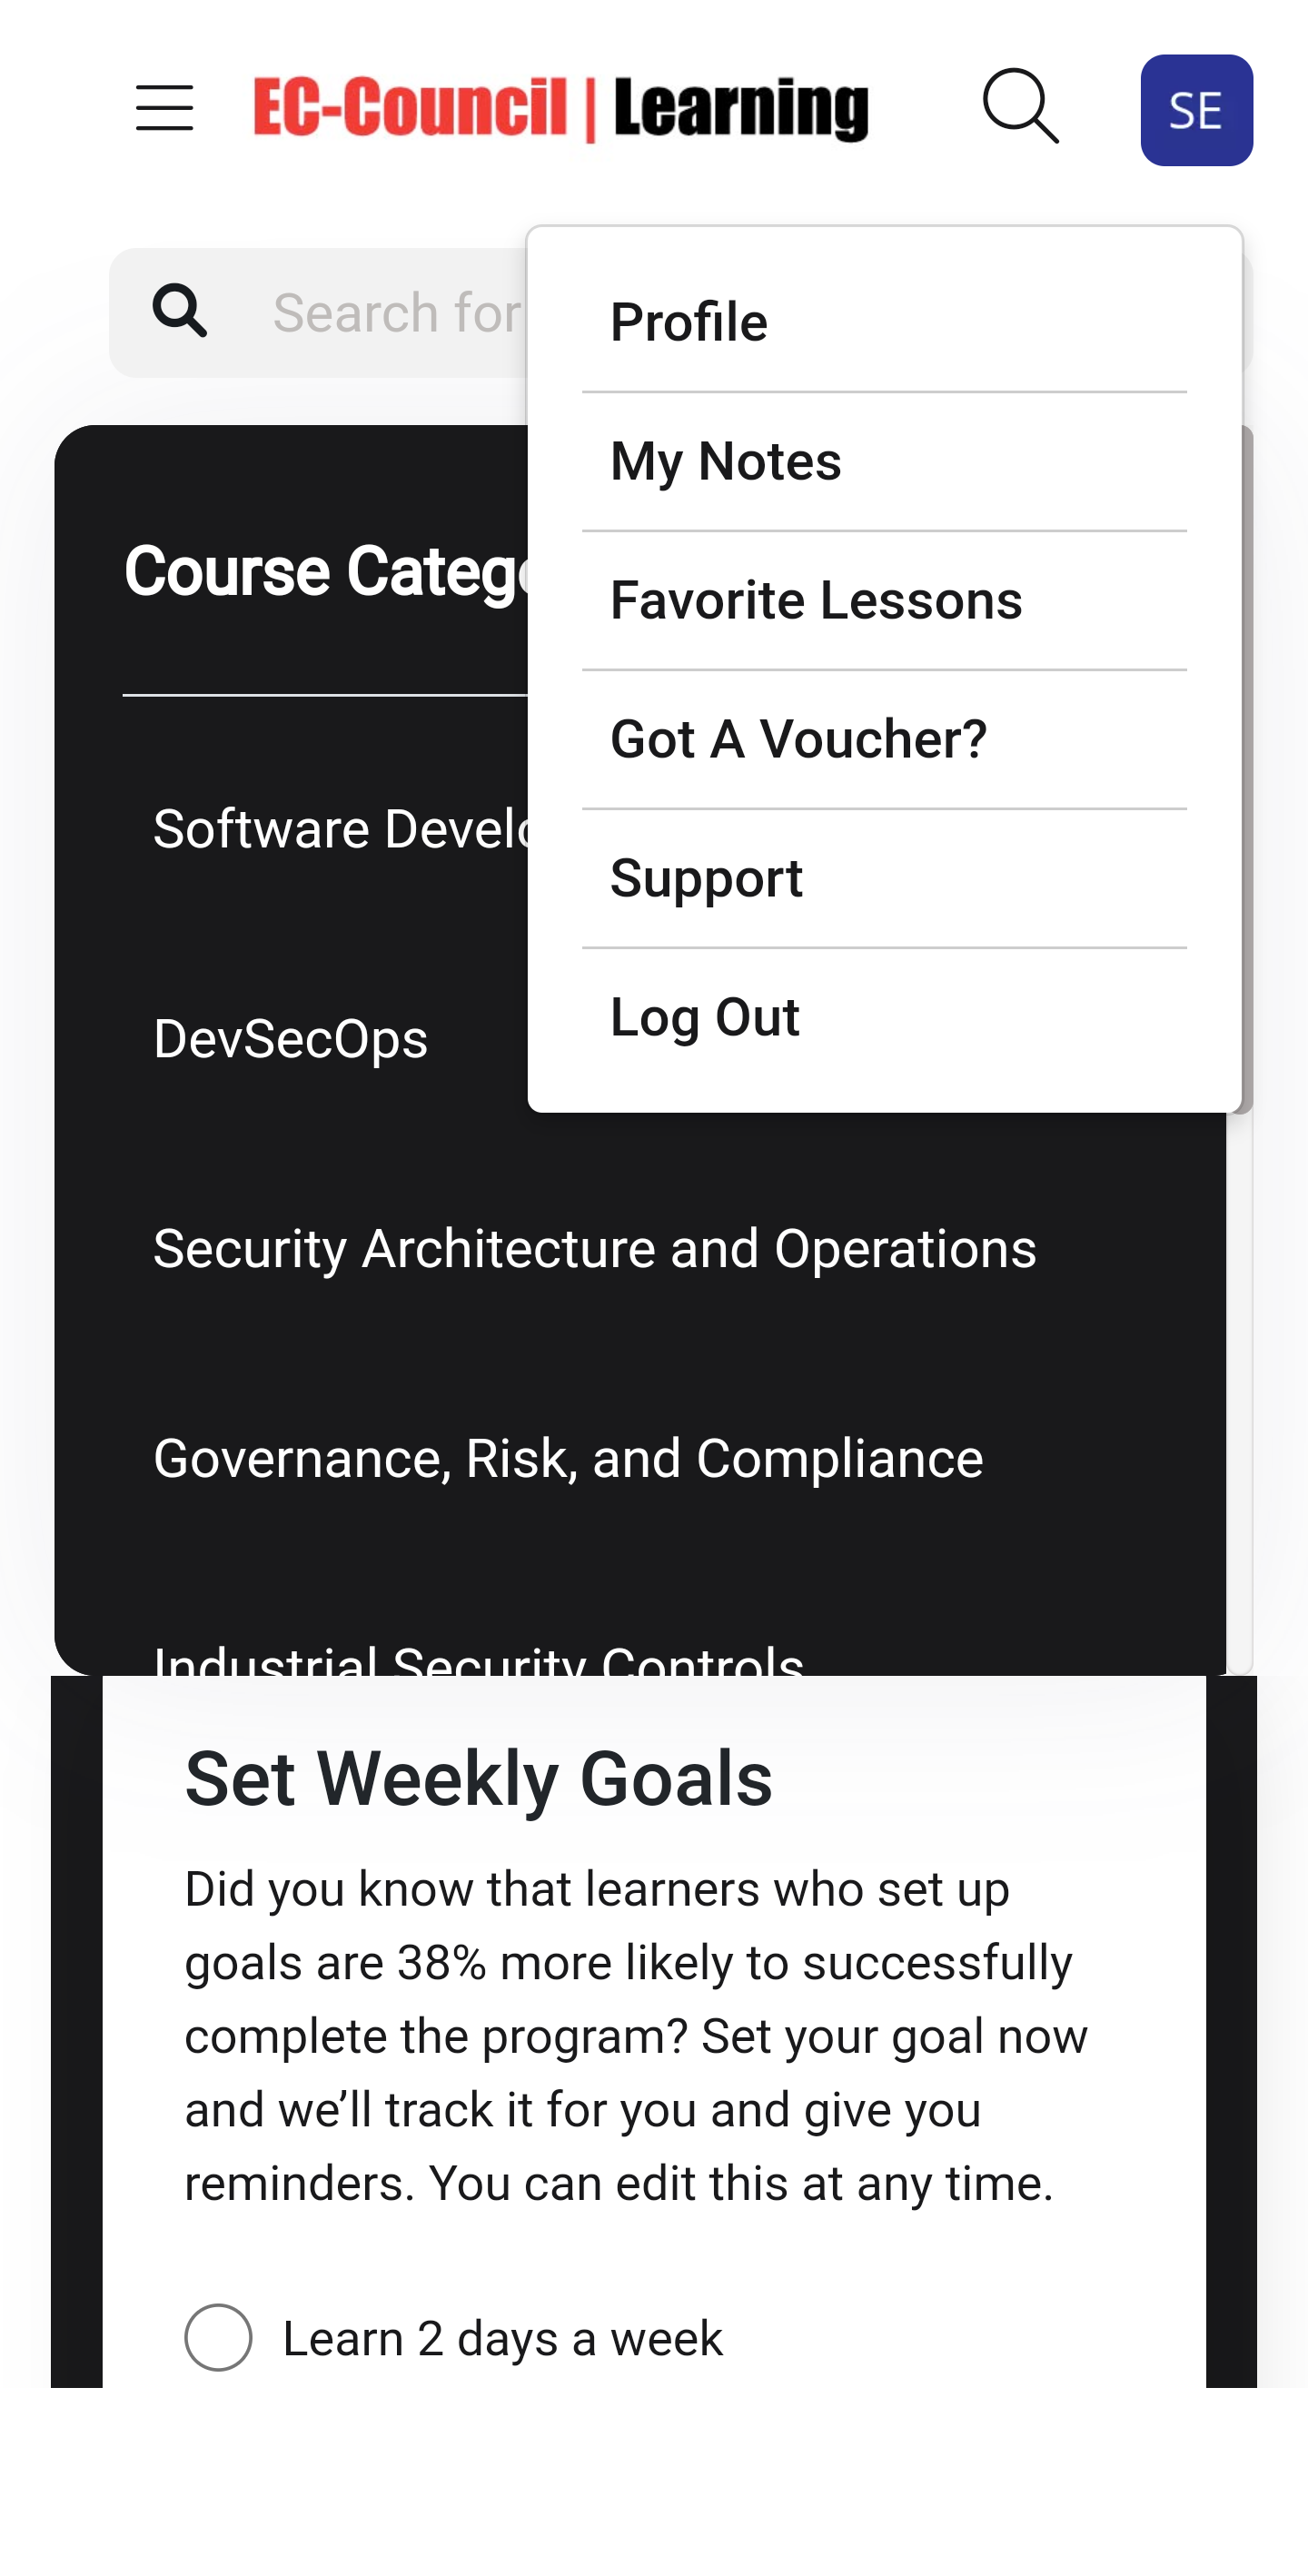 EC-Council | Learning
SE
Search for
Profile
My Notes
Favorite Lessons
Got A Voucher?
Support
Log Out
Course
DevSecOps
Software
Security Architecture and Operations
Governance, Risk, and Compliance
Industrial Security Controls
Set Weekly Goals
Did you know that learners who set up
goals are 38% more likely to successfully
complete the program? Set your goal now
and we’ll track it for you and give you
reminders. You can edit this at any time.
Learn 2 days a week